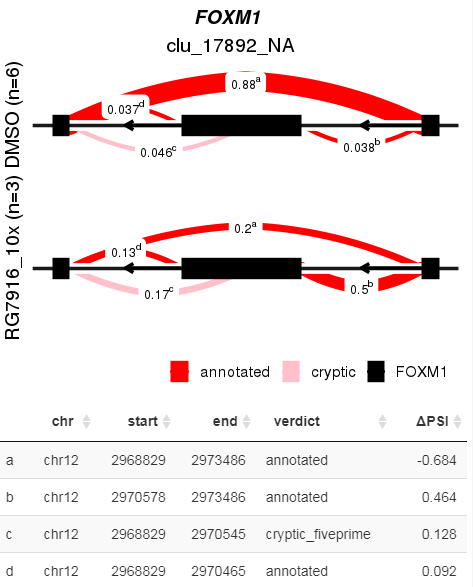 FOXM1
clu_17892_NA
DMSO (n=6)
0.88a
0.037d
0.046c
0.038b
RG7916_10x (n=3)
0.2a
0.13d
0.17c
0.5b
annotated cryptic FOXM1
chr start end verdict ΔPSI
a chr12 2968829 2973486 annotated -0.684
b chr12 2970578 2973486 annotated 0.464
c chr12 2968829 2970545 cryptic_fiveprime 0.128
d chr12 2968829 2970465 annotated 0.092